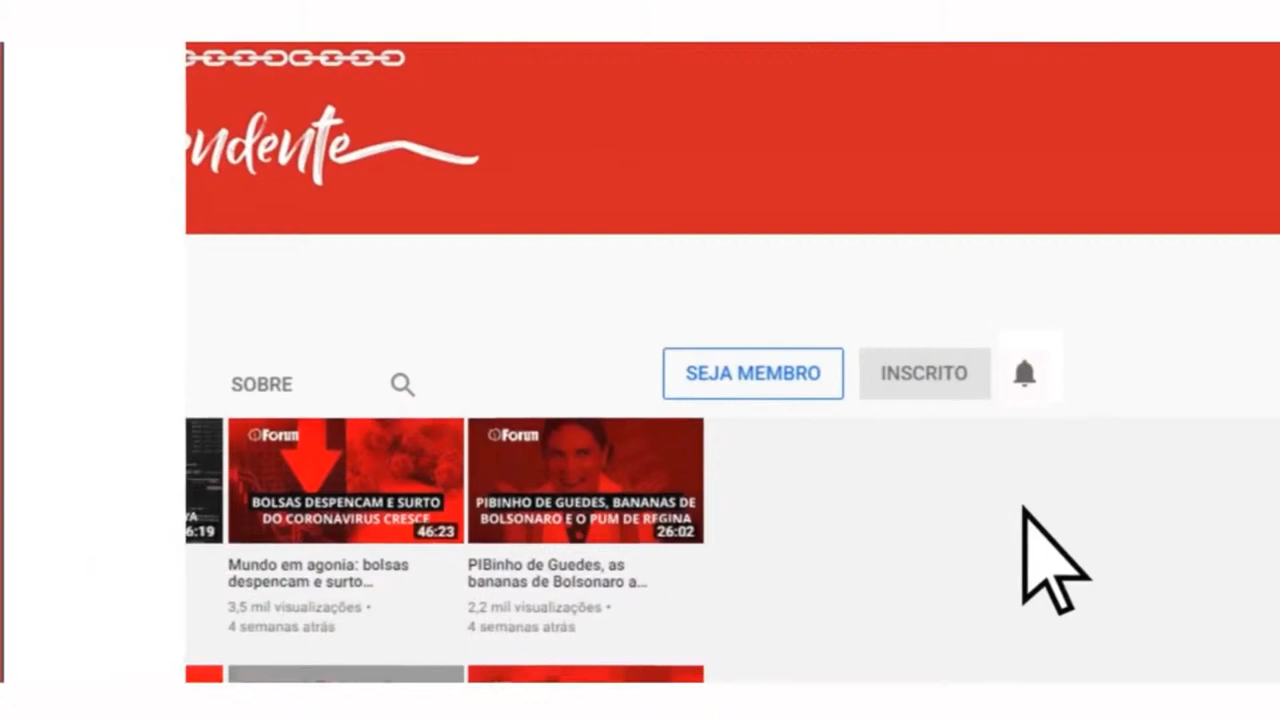 endente
SOBRE
SEJA MEMBRO
INSCRITO
Forum
BOLSAS DESPENCAM E SURTO
DO CORONAVIRUS CRESCE
46:23
Forum
PIBINHO DE GUEDES, BANANAS DE
BOLSONARO E O PUM DE REGINA
26:02
YA
6:19
Mundo em agonia: bolsas
despencam e surto...
3,5 mil visualizações •
4 semanas atrás
PIBinho de Guedes, as
bananas de Bolsonaro a...
2,2 mil visualizações •
4 semanas atrás